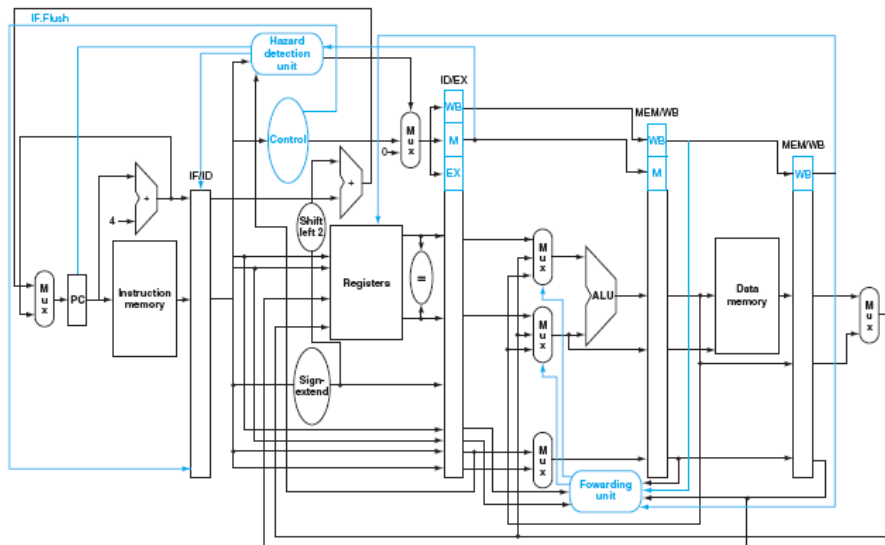 IF.Flush
Hazard
detection
unit
ID/EX
WB
MEM/WB
Control
M
u
x
0
M
WB
MEM/WB
IF/ID
+
+
EX
M
WB
4
Shift
left 2
M
u
x
PC
Instruction
memory
Registers
=
M
u
x
ALU
Data
memory
M
u
x
M
u
x
Sign-
extend
M
u
x
Fowarding
unit